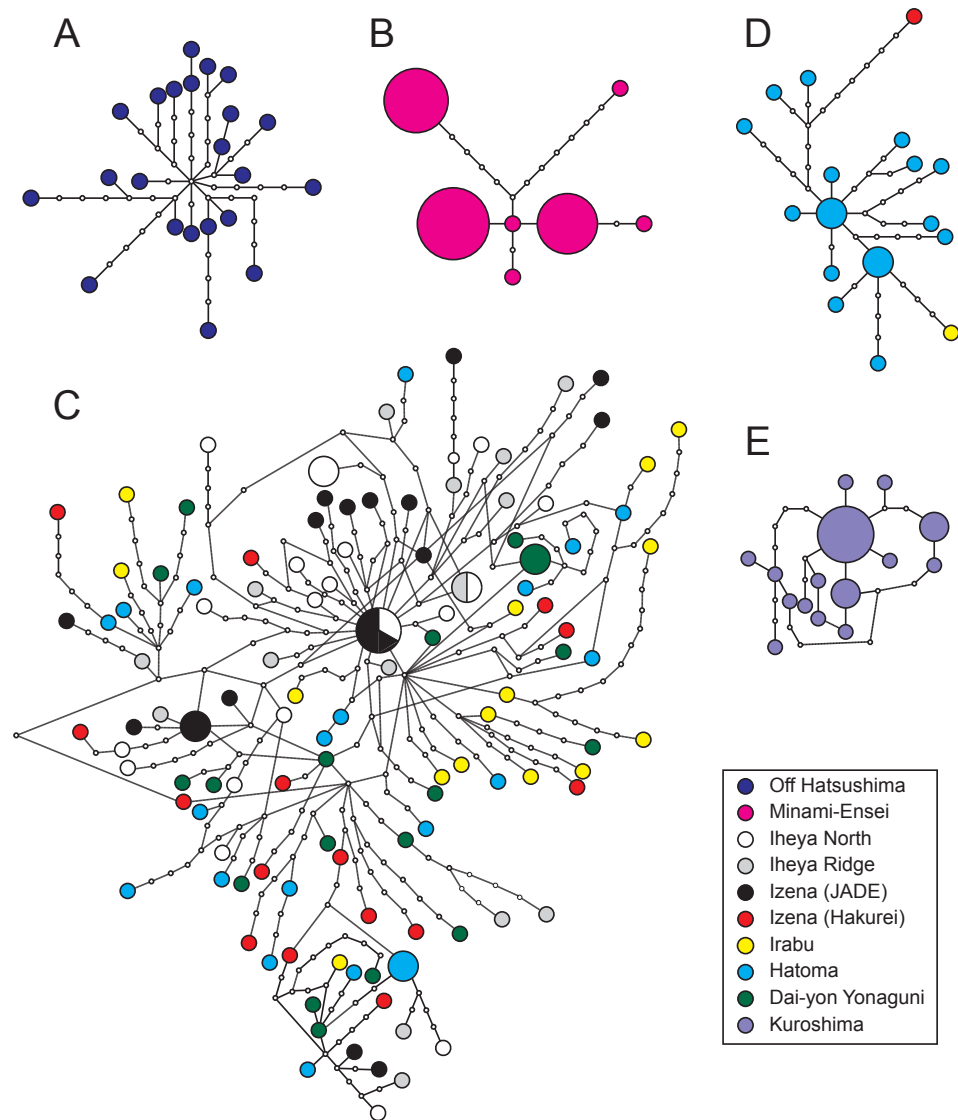 A
B
D
C
E
Off Hatsushima
Minami-Ensei
Iheya North
Iheya Ridge
Izena (JADE)
Izena (Hakurei)
Irabu
Hatoma
Dai-yon Yonaguni
Kuroshima